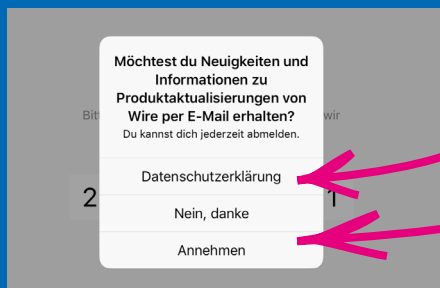 Möchtest du Neuigkeiten und
Informationen zu
Produktaktualisierungen von
Wire per E-Mail erhalten?
Du kannst dich jederzeit abmelden.
wir
Datenschutzerklärung
2 1
Nein, danke
Annehmen